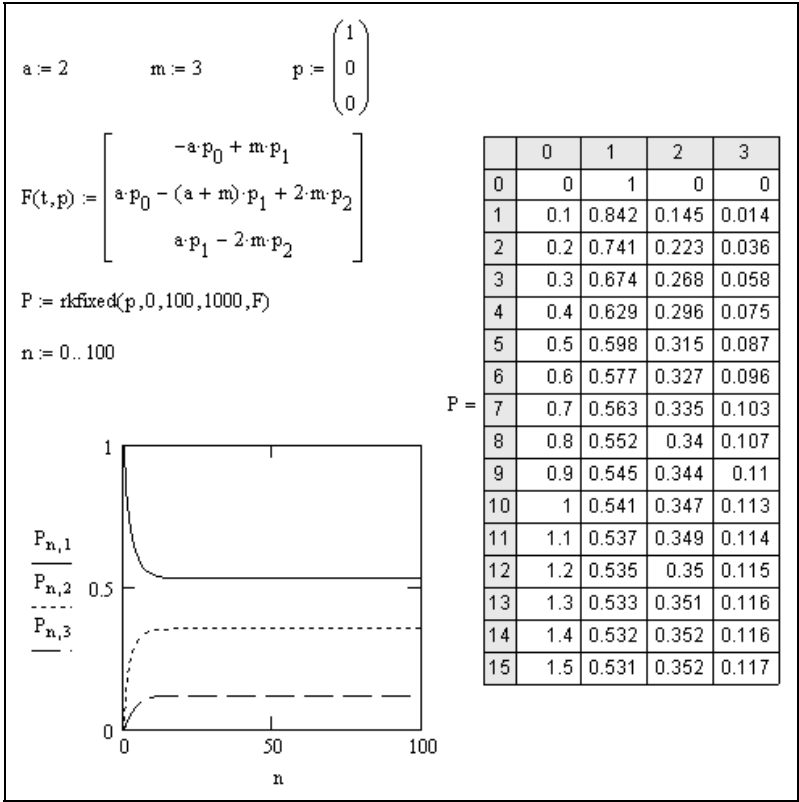 a := 2 m := 3 p := (1 0 0)
F(t,p) := [
-a·p0 + m·p1
a·p0 − (a + m)·p1 + 2·m·p2
a·p1 − 2·m·p2
]
P := rkfixed(p,0,100,1000,F)
n := 0.. 100
1
0.5
0
0 50 100
n
Pn,1
Pn,2
Pn,3
P =
0 1 2 3
0 0 1 0 0
1 0.1 0.842 0.145 0.014
2 0.2 0.741 0.223 0.036
3 0.3 0.674 0.268 0.058
4 0.4 0.629 0.296 0.075
5 0.5 0.598 0.315 0.087
6 0.6 0.577 0.327 0.096
7 0.7 0.563 0.335 0.103
8 0.8 0.552 0.34 0.107
9 0.9 0.545 0.344 0.11
10 1 0.541 0.347 0.113
11 1.1 0.537 0.349 0.114
12 1.2 0.535 0.35 0.115
13 1.3 0.533 0.351 0.116
14 1.4 0.532 0.352 0.116
15 1.5 0.531 0.352 0.117